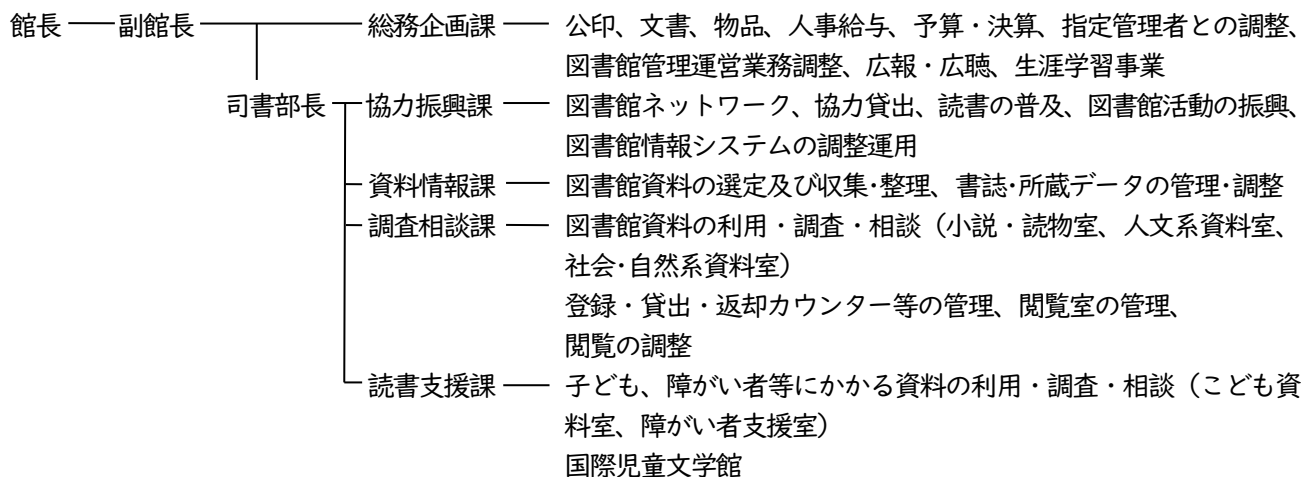 館長 副館長 総務企画課 公印、文書、物品、人事給与、予算・決算、指定管理者との調整、
図書館管理運営業務調整、広報・広聴、生涯学習事業
司書部長 協力振興課 図書館ネットワーク、協力貸出、読書の普及、図書館活動の振興、
図書館情報システムの調整運用
資料情報課 図書館資料の選定及び収集・整理、書誌・所蔵データの管理・調整
調査相談課 図書館資料の利用・調査・相談（小説・読物室、人文系資料室、
社会・自然系資料室）
登録・貸出・返却カウンター等の管理、閲覧室の管理、
閲覧の調整
読書支援課 子ども、障がい者等にかかる資料の利用・調査・相談（こども資
料室、障がい者支援室）
国際児童文学館